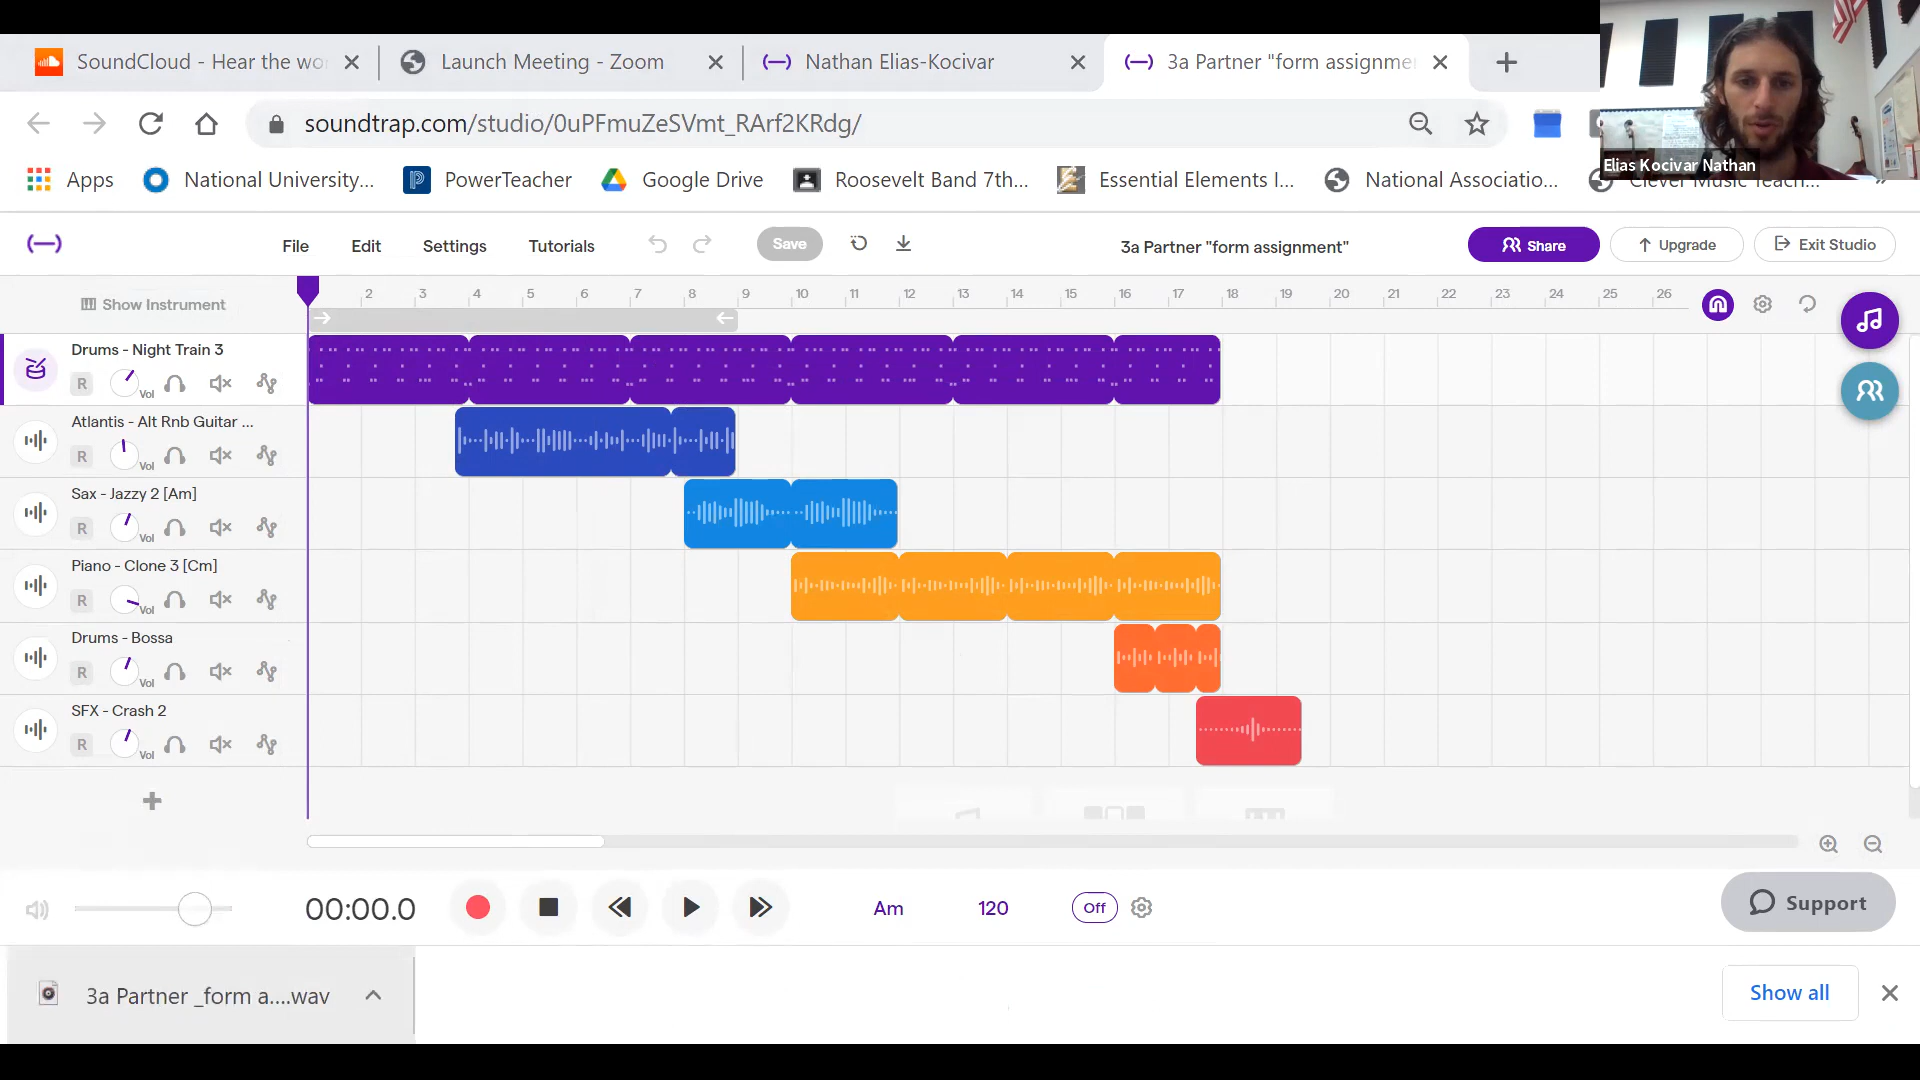 SoundCloud - Hear the wo
Launch Meeting - Zoom
Nathan Elias-Kocivar
3a Partner "form assignme
soundtrap.com/studio/0uPFmuZeSVmt_RArf2KRdg/
Elias Kocivar Nathan
Apps
National University...
PowerTeacher
Google Drive
Roosevelt Band 7th...
Essential Elements I...
National Associatio...
Clever Music Teach...
File
Edit
Settings
Tutorials
Save
3a Partner "form assignment"
Share
Upgrade
Exit Studio
Show Instrument
2 3 4 5 6 7 8 9 10 11 12 13 14 15 16 17 18 19 20 21 22 23 24 25 26
Drums - Night Train 3
R Vol
Atlantis - Alt Rnb Guitar ...
R Vol
Sax - Jazzy 2 [Am]
R Vol
Piano - Clone 3 [Cm]
R Vol
Drums - Bossa
R Vol
SFX - Crash 2
R Vol
00:00.0
Am
120
Off
Support
3a Partner _form a....wav
Show all